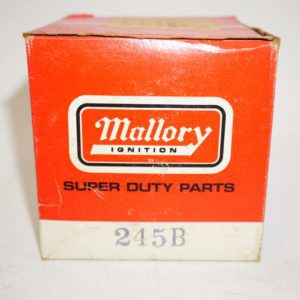 Mallory
IGNITION
SUPER DUTY PARTS
245B